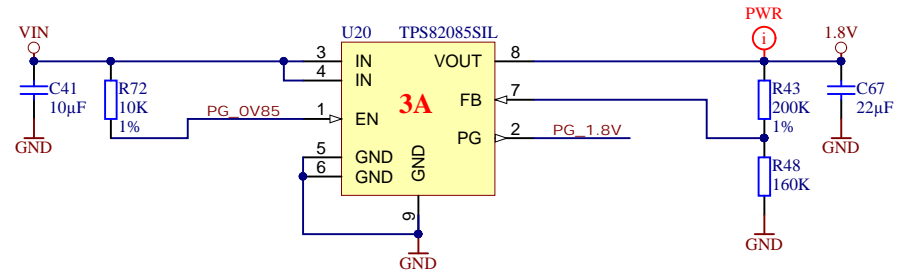 VIN
U20 TPS82085SIL
PWR
1.8V
3 IN VOUT 8
4 IN
C41
10µF
R72
10K
1%
PG_0V85
1 EN
3A
FB 7
PG 2
PG_1.8V
R43
200K
1%
C67
22µF
GND
GND
5 GND
6 GND
GND
9
R48
160K
GND
GND